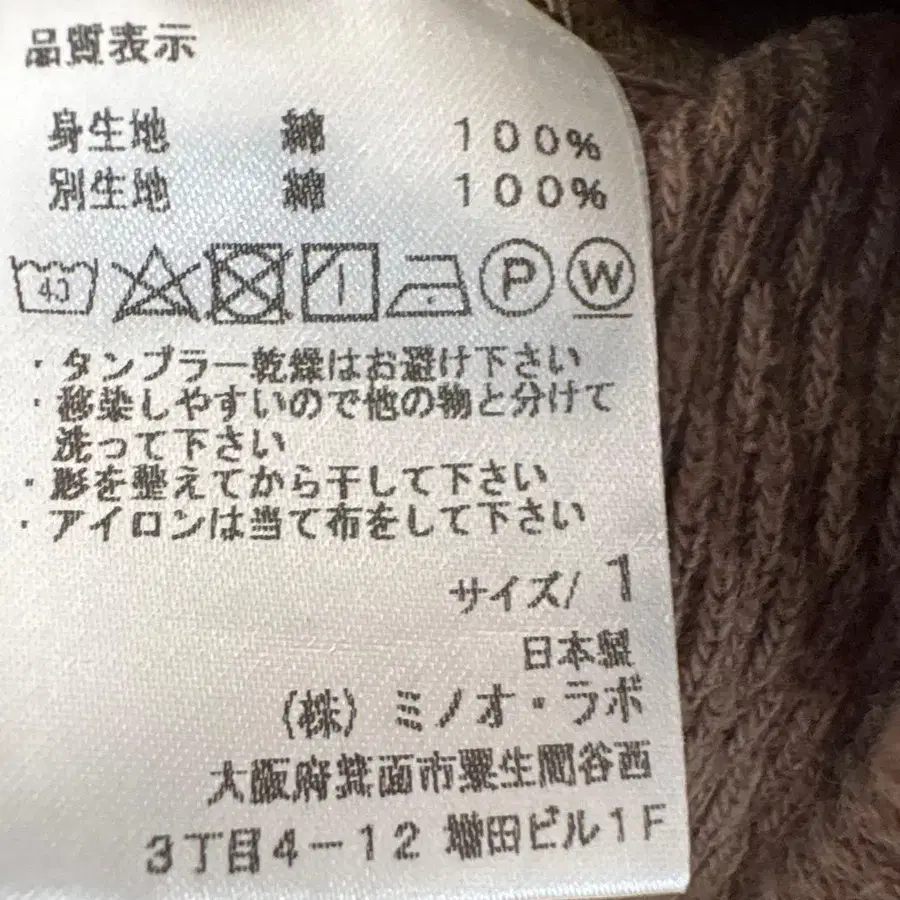 品質表示
身生地 綿 100%
別生地 綿 100%
40 P W
・タンブラー乾燥はお避け下さい
・移染しやすいので他の物と分けて
洗って下さい
・形を整えてから干して下さい
・アイロンは当て布をして下さい
サイズ/ 1
日本製
(株) ミノオ・ラボ
大阪府箕面市粟生間谷西
3丁目4-12 増田ビル1F